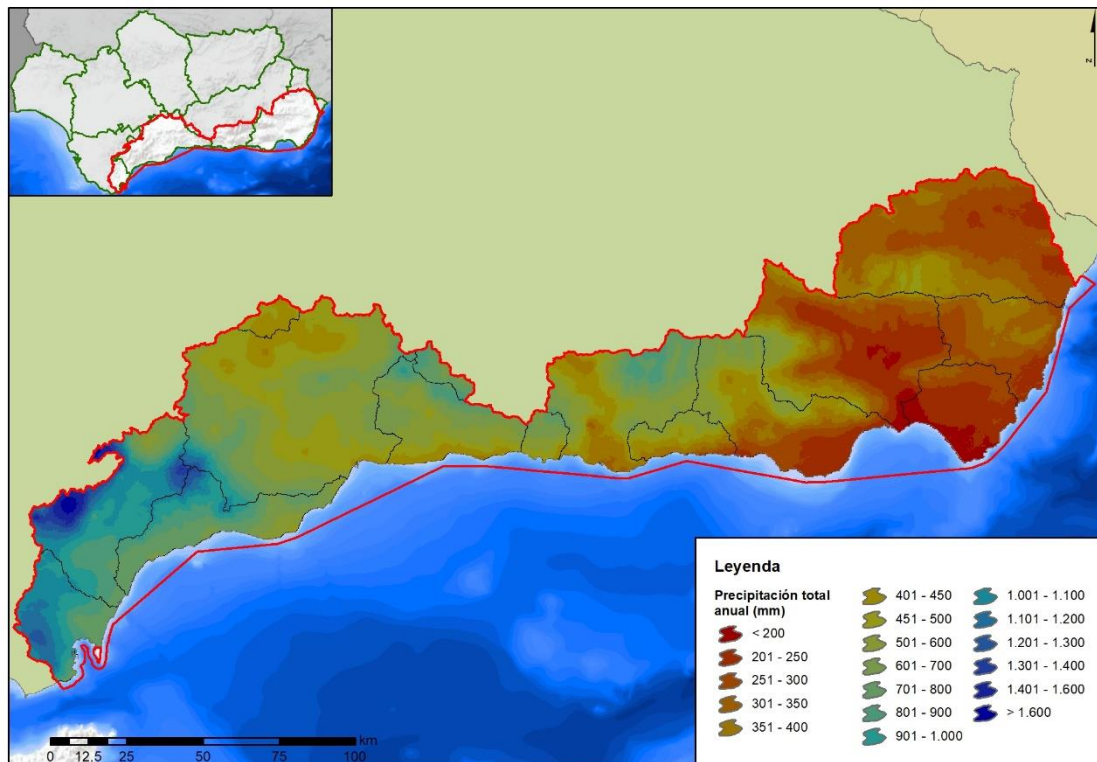 z
Leyenda
Precipitación total
anual (mm)
< 200
201 - 250
251 - 300
301 - 350
351 - 400
401 - 450
451 - 500
501 - 600
601 - 700
701 - 800
801 - 900
901 - 1.000
1.001 - 1.100
1.101 - 1.200
1.201 - 1.300
1.301 - 1.400
1.401 - 1.600
> 1.600
km
0 12.5 25 50 75 100